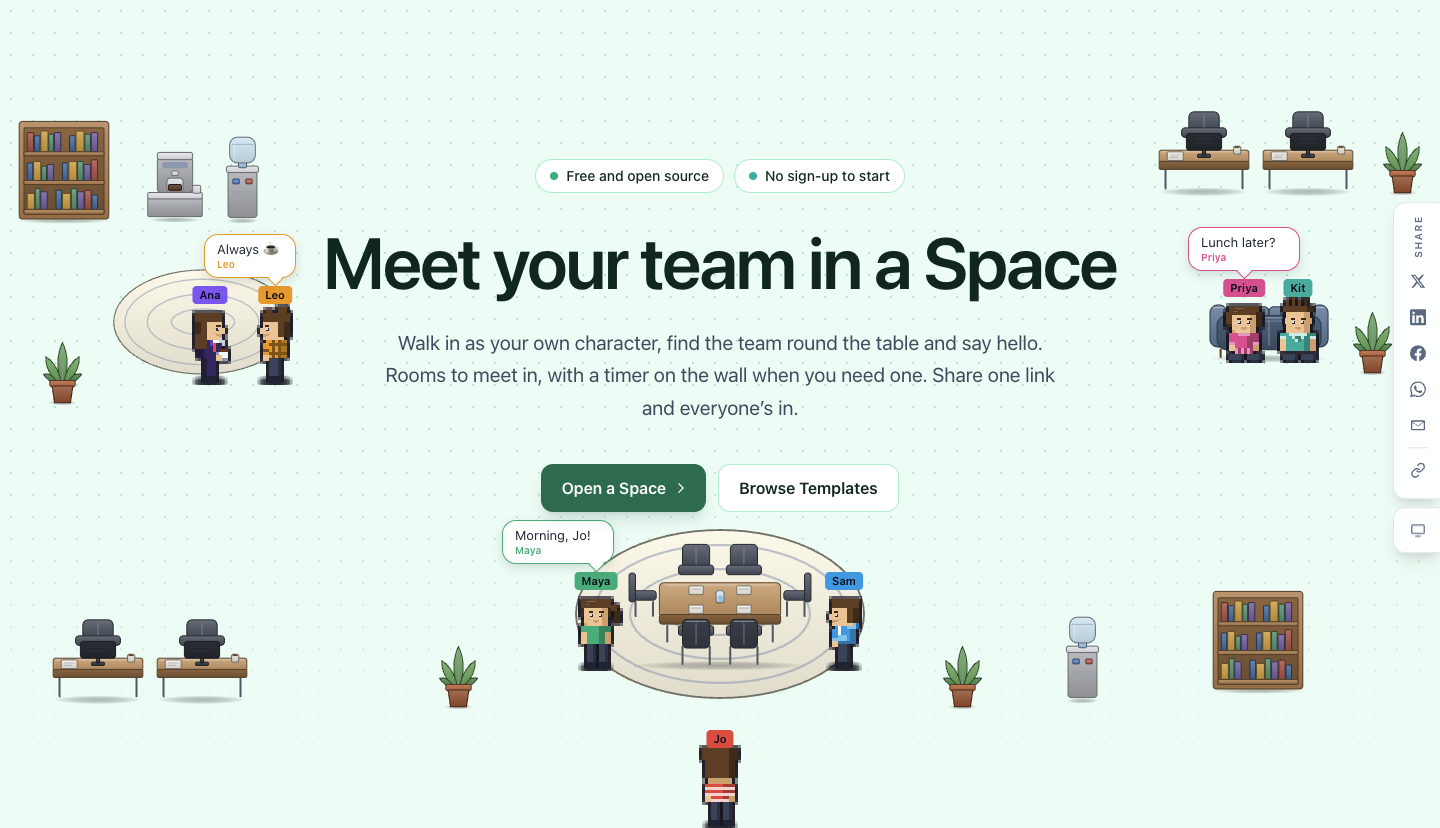 Free and open source
No sign-up to start
Meet your team in a Space
Always ☕
Leo
Ana
Leo
Lunch later?
Priya
Priya
Kit
SHARE
Walk in as your own character, find the team round the table and say hello.
Rooms to meet in, with a timer on the wall when you need one. Share one link
and everyone’s in.
Open a Space
Browse Templates
Morning, Jo!
Maya
Maya
Sam
Jo